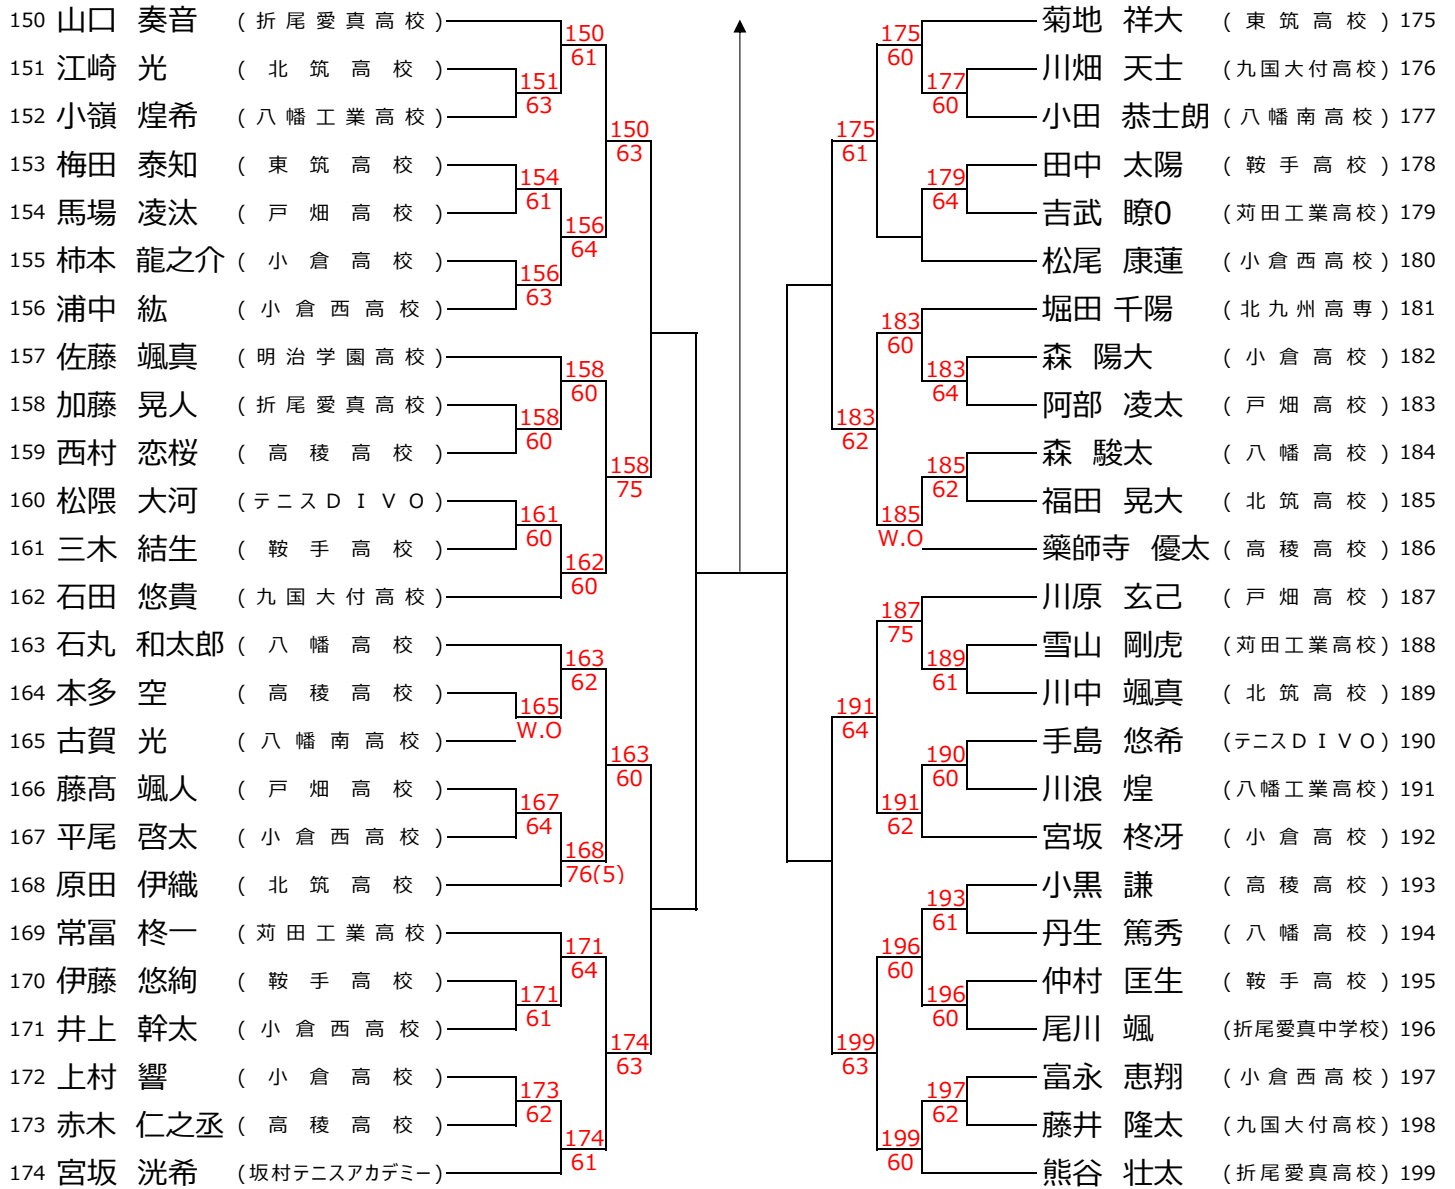 150 山口 奏音 (折尾愛真高校)
151 江崎 光 (北筑高校)
152 小嶺 煌希 (八幡工業高校)
153 梅田 泰知 (東筑高校)
154 馬場 凌汰 (戸畑高校)
155 柿本 龍之介 (小倉高校)
156 浦中 紘 (小倉西高校)
157 佐藤 颯真 (明治学園高校)
158 加藤 晃人 (折尾愛真高校)
159 西村 恋桜 (高稜高校)
160 松隈 大河 (テニスDIVO)
161 三木 結生 (鞍手高校)
162 石田 悠貴 (九国大付高校)
163 石丸 和太郎 (八幡高校)
164 本多 空 (高稜高校)
165 古賀 光 (八幡南高校)
166 藤髙 颯人 (戸畑高校)
167 平尾 啓太 (小倉西高校)
168 原田 伊織 (北筑高校)
169 常冨 柊一 (苅田工業高校)
170 伊藤 悠絢 (鞍手高校)
171 井上 幹太 (小倉西高校)
172 上村 響 (小倉高校)
173 赤木 仁之丞 (高稜高校)
174 宮坂 洸希 (坂村テニスアカデミー)
151
63
154
61
156
63
158
60
161
60
165
W.O
167
64
171
61
173
62
150
61
156
64
158
60
162
60
163
62
168
76(5)
171
64
174
61
150
63
158
75
163
60
174
63
175
61
183
62
191
64
199
63
175
60
183
60
185
W.O
187
75
191
62
196
60
199
60
177
60
179
64
183
64
185
62
189
61
190
60
193
61
196
60
197
62
菊地 祥大 (東筑高校) 175
川畑 天士 (九国大付高校) 176
小田 恭士朗 (八幡南高校) 177
田中 太陽 (鞍手高校) 178
吉武 瞭0 (苅田工業高校) 179
松尾 康蓮 (小倉西高校) 180
堀田 千陽 (北九州高専) 181
森 陽大 (小倉高校) 182
阿部 凌太 (戸畑高校) 183
森 駿太 (八幡高校) 184
福田 晃大 (北筑高校) 185
藥師寺 優太 (高稜高校) 186
川原 玄己 (戸畑高校) 187
雪山 剛虎 (苅田工業高校) 188
川中 颯真 (北筑高校) 189
手島 悠希 (テニスDIVO) 190
川浪 煌 (八幡工業高校) 191
宮坂 柊冴 (小倉高校) 192
小黒 謙 (高稜高校) 193
丹生 篤秀 (八幡高校) 194
仲村 匡生 (鞍手高校) 195
尾川 颯 (折尾愛真中学校) 196
富永 恵翔 (小倉西高校) 197
藤井 隆太 (九国大付高校) 198
熊谷 壮太 (折尾愛真高校) 199